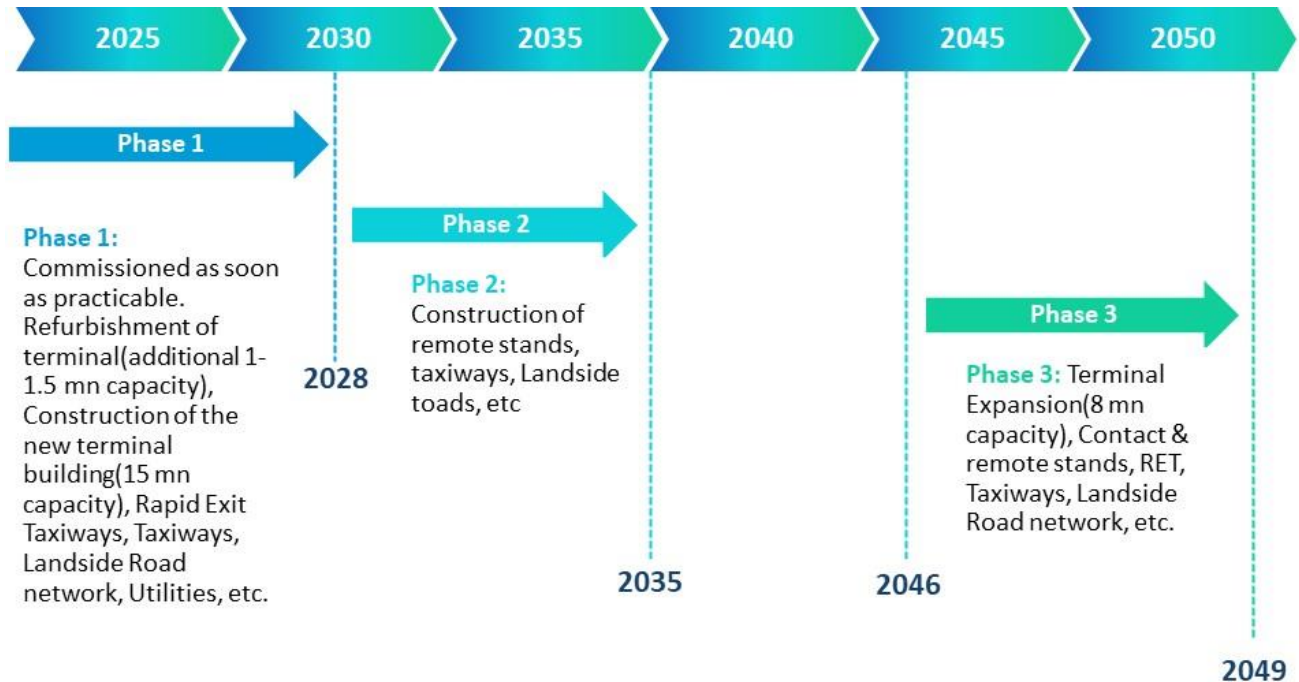 2025
2030
2035
2040
2045
2050
Phase 1
Phase 2
Phase 3
Phase 1:
Commissioned as soon
as practicable.
Refurbishment of
terminal(additional 1-
1.5 mn capacity),
Construction of the
new terminal
building(15 mn
capacity), Rapid Exit
Taxiways, Taxiways,
Landside Road
network, Utilities, etc.
2028
Phase 2:
Construction of
remote stands,
taxiways, Landside
toads, etc
2035
2046
Phase 3: Terminal
Expansion(8 mn
capacity), Contact &
remote stands, RET,
Taxiways, Landside
Road network, etc.
2049